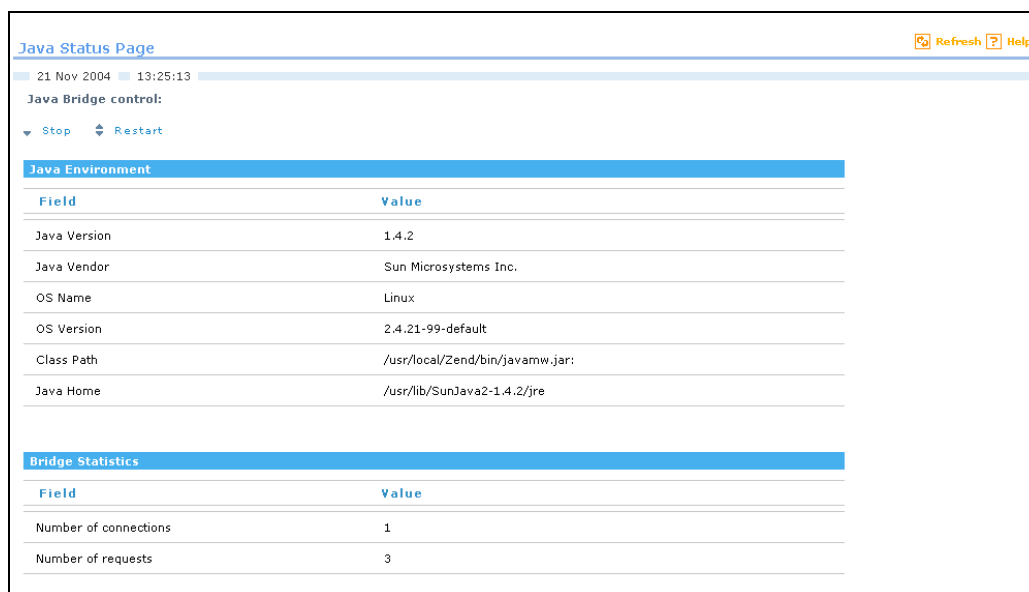 Java Status Page
Refresh ? Help
21 Nov 2004 13:25:13
Java Bridge control:
Stop Restart
Java Environment
Field Value
Java Version 1.4.2
Java Vendor Sun Microsystems Inc.
OS Name Linux
OS Version 2.4.21-99-default
Class Path /usr/local/Zend/bin/javamw.jar:
Java Home /usr/lib/SunJava2-1.4.2/jre
Bridge Statistics
Field Value
Number of connections 1
Number of requests 3